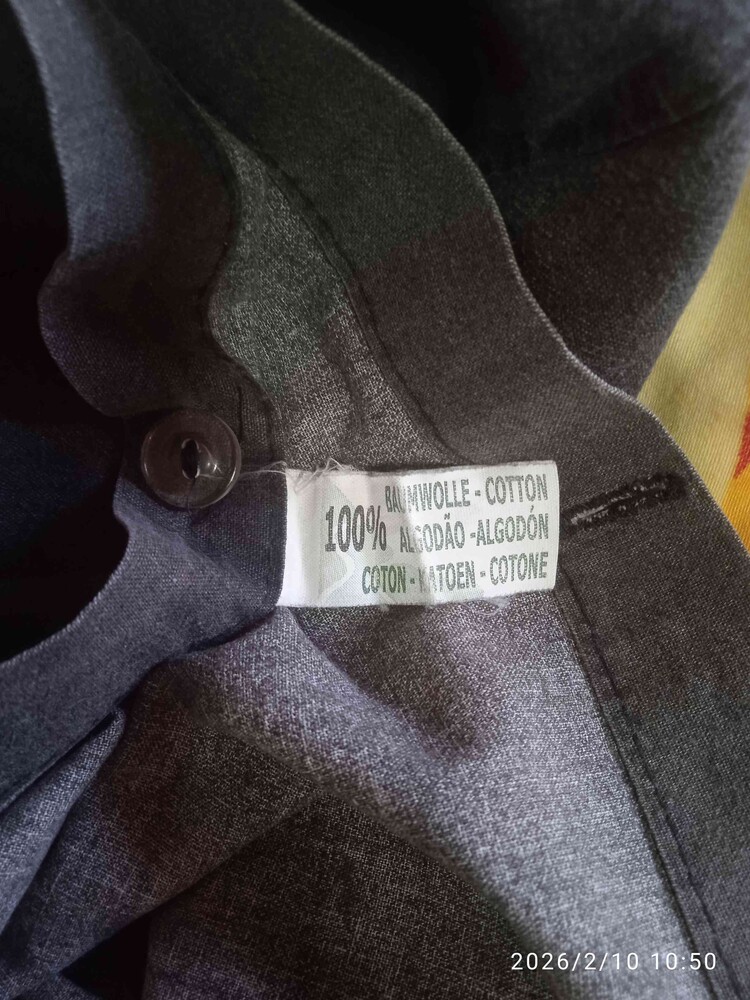 BAUMWOLLE - COTTON
100% ALGODÃO -ALGODÓN
COTON - KATOEN - COTONE
2026/2/10 10:50